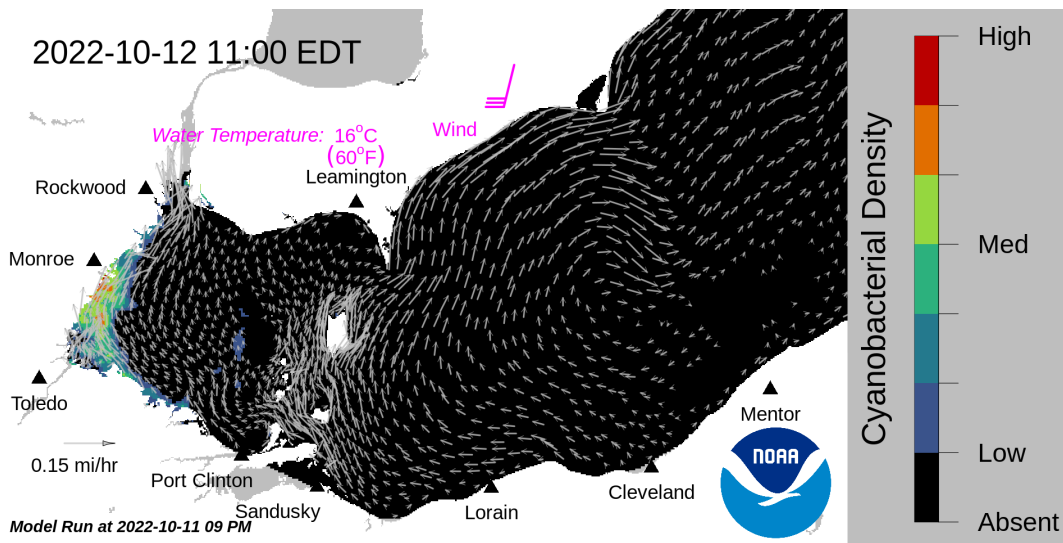 2022-10-12 11:00 EDT
Water Temperature: 16°C
(60°F)
Wind
Leamington
Rockwood
Monroe
Toledo
0.15 mi/hr
Port Clinton
Sandusky
Lorain
Cleveland
Mentor
NOAA
Model Run at 2022-10-11 09 PM
Cyanobacterial Density
High
Med
Low
Absent